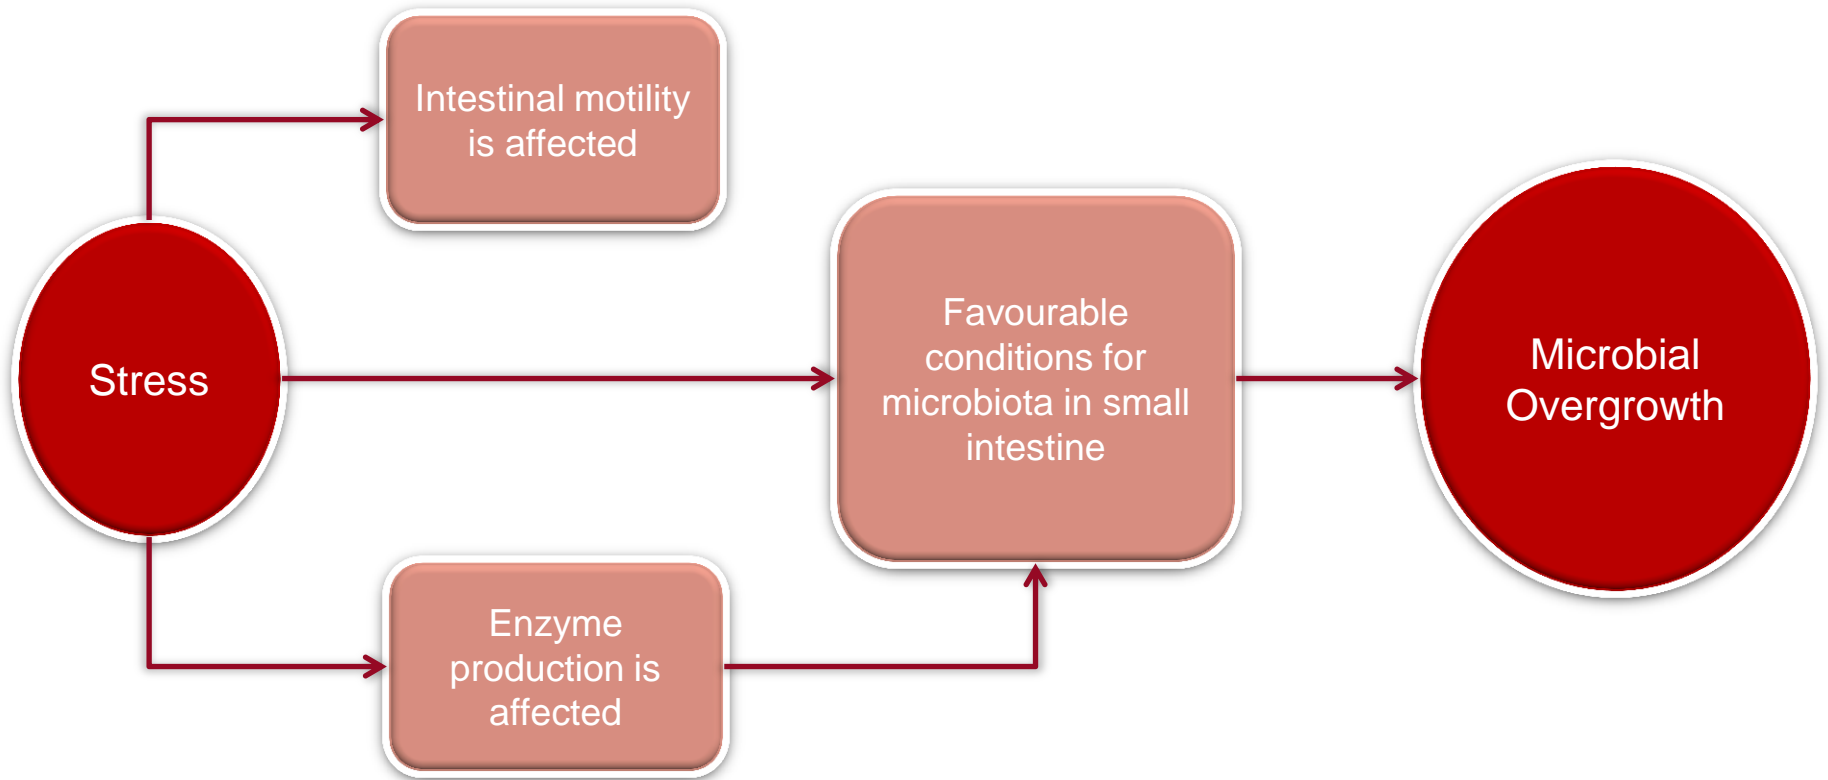 Intestinal motility
is affected
Stress
Favourable
conditions for
microbiota in small
intestine
Microbial
Overgrowth
Enzyme
production is
affected